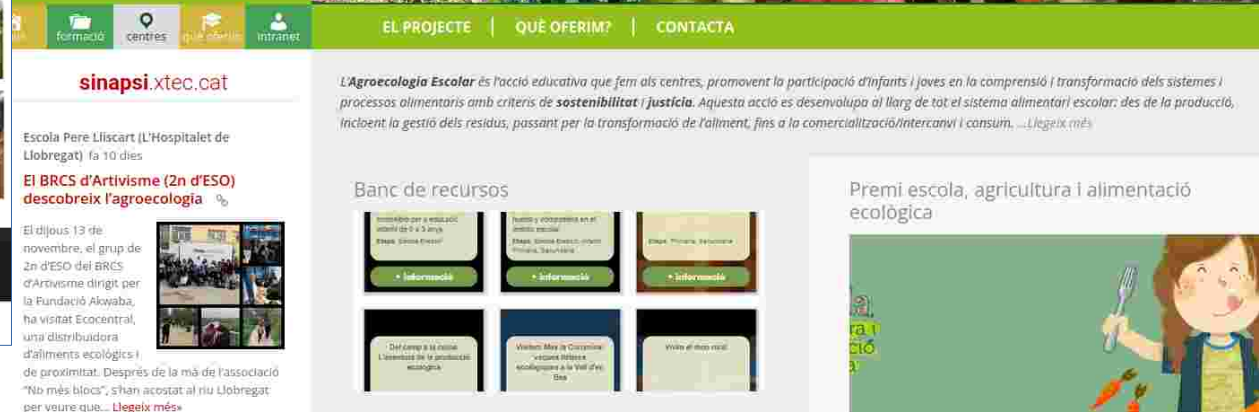 formació
centres
què oferim
intranet
EL PROJECTE
QUÈ OFERIM?
CONTACTA
sinapsi.xtec.cat
Escola Pere Lliscart (L'Hospitalet de
Llobregat) fa 10 dies
El BRCS d'Artivisme (2n d'ESO)
descobreix l'agroecologia
El dijous 13 de
novembre, el grup de
2n d'ESO del BRCS
d'Artivisme dirigit per
la Fundació Akwaba,
ha visitat Ecocentral,
una distribuidora
d'aliments ecològics i
de proximitat. Després de la mà de l'associació
"No més blocs", s'han acostat al riu Llobregat
per veure que... Llegeix més»
L'Agroecologia Escolar és l'acció educativa que fem als centres, promovent la participació d'infants i joves en la comprensió i transformació dels sistemes i
processos alimentaris amb criteris de sostenibilitat i justícia. Aquesta acció es desenvolupa al llarg de tot el sistema alimentari escolar: des de la producció,
incloent la gestió dels residus, passant per la transformació de l'aliment, fins a la comercialització/intercanvi i consum. ...Llegeix més
Banc de recursos
+ informació
+ informació
+ informació
Del camp a la cuina
L'aventura de la producció
ecològica
Vivim el món rural
Premi escola, agricultura i alimentació
ecològica